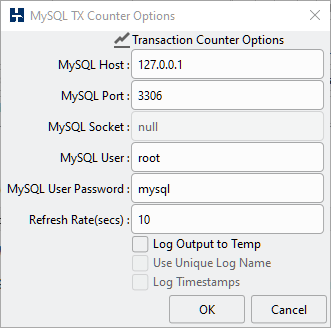 MySQL TX Counter Options
Transaction Counter Options
MySQL Host : 127.0.0.1
MySQL Port : 3306
MySQL Socket : null
MySQL User : root
MySQL User Password : mysql
Refresh Rate(secs) : 10
Log Output to Temp
Use Unique Log Name
Log Timestamps
OK Cancel